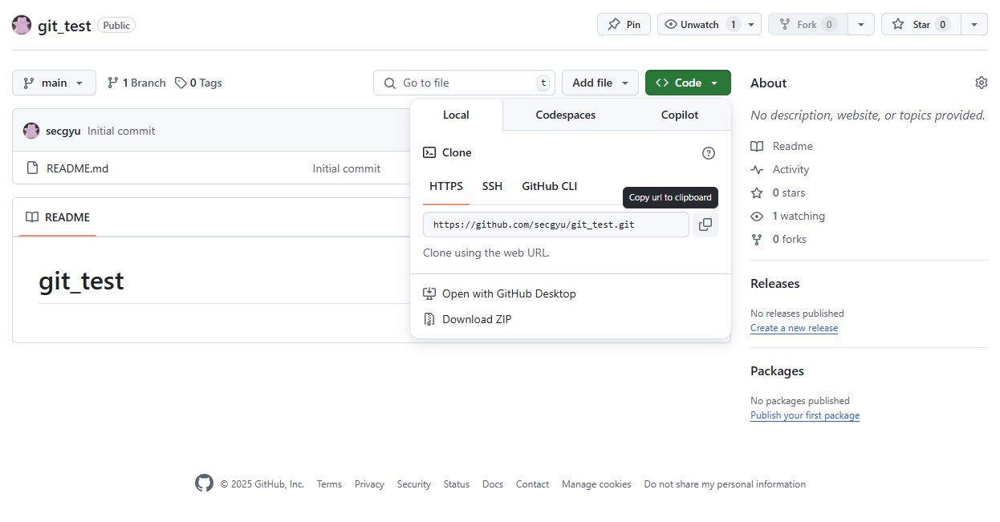 git_test Public Pin Unwatch 1 Fork 0 Star 0
main 1 Branch 0 Tags Go to file t Add file Code
secgyu Initial commit
README.md Initial commit
README
git_test
Local Codespaces Copilot
Clone
HTTPS SSH GitHub CLI
Copy url to clipboard
https://github.com/secgyu/git_test.git
Clone using the web URL.
Open with GitHub Desktop
Download ZIP
About
No description, website, or topics provided.
Readme
Activity
0 stars
1 watching
0 forks
Releases
No releases published
Create a new release
Packages
No packages published
Publish your first package
© 2025 GitHub, Inc. Terms Privacy Security Status Docs Contact Manage cookies Do not share my personal information